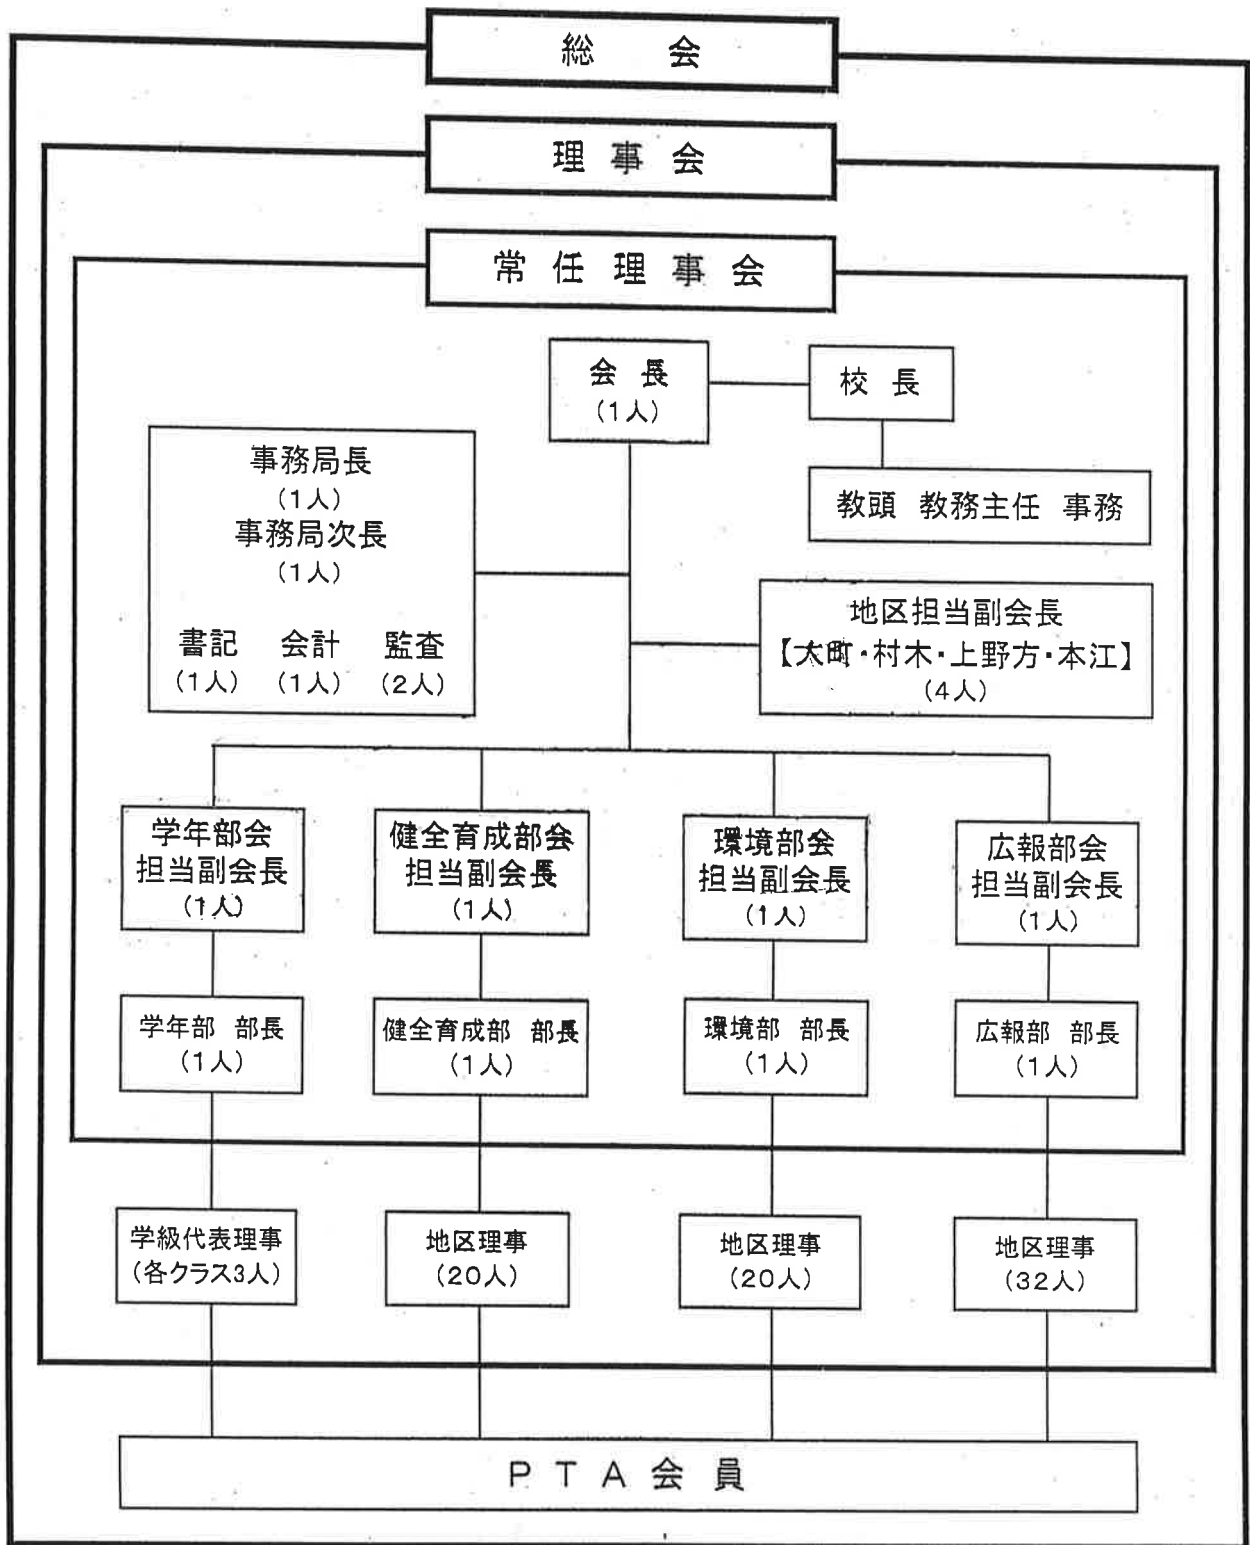 総 会
理 事 会
常 任 理 事 会
会 長
(1人)
校 長
教頭 教務主任 事務
事務局長
(1人)
事務局次長
(1人)
書記 会計 監査
(1人) (1人) (2人)
地区担当副会長
【大町・村木・上野方・本江】
(4人)
学年部会
担当副会長
(1人)
健全育成部会
担当副会長
(1人)
環境部会
担当副会長
(1人)
広報部会
担当副会長
(1人)
学年部 部長
(1人)
健全育成部 部長
(1人)
環境部 部長
(1人)
広報部 部長
(1人)
学級代表理事
(各クラス3人)
地区理事
(20人)
地区理事
(20人)
地区理事
(32人)
PTA会員